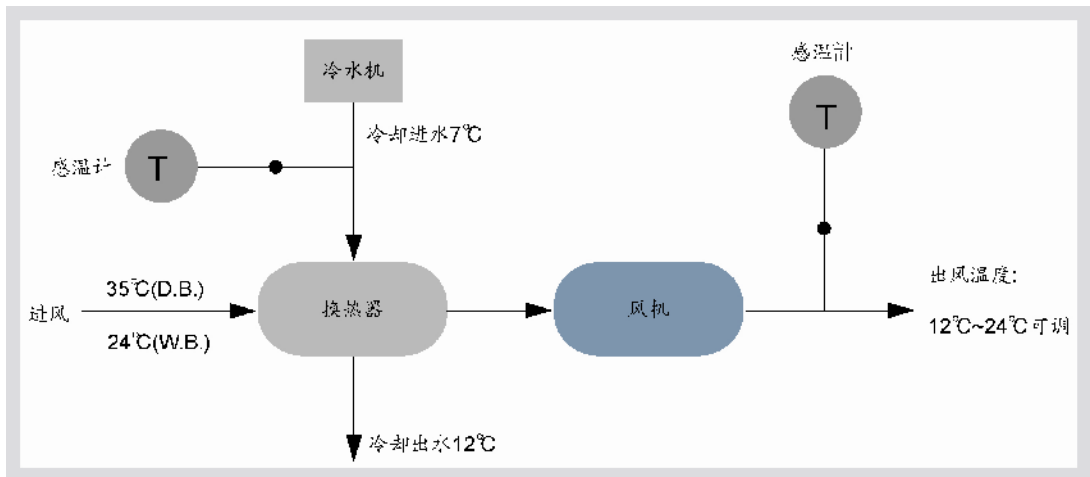 冷水机
感温計
T
冷却进水7℃
感温计
T
35℃(D.B.)
进风
24℃(W.B.)
换热器
风机
出风温度:
12℃~24℃可调
冷却出水12℃